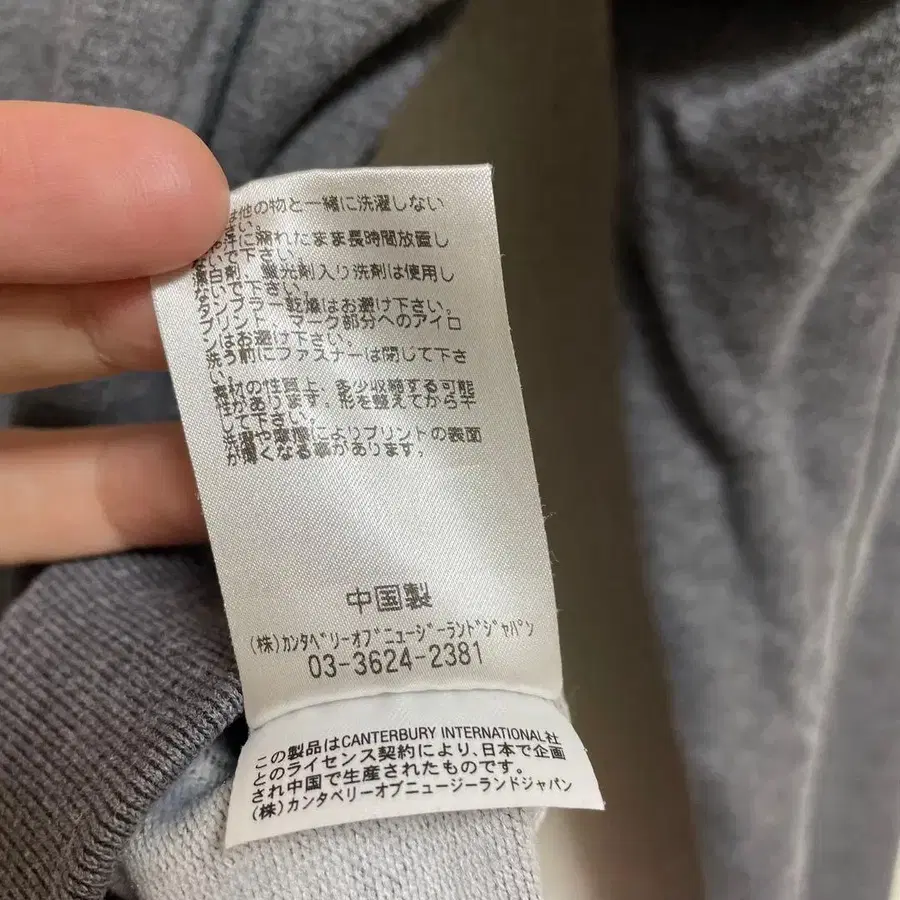 は他の物と一緒に洗濯しない
さい。
や汗に濡れたまま長時間放置し
ないで下さい。
漂白剤、蛍光剤入り洗剤は使用し
ないで下さい。
タンブラー乾燥はお避け下さい。
プリント、マーク部分へのアイロ
ンはお避け下さい。
洗う前にファスナーは閉じて下さ
い。
素材の性質上、多少収縮する可能
性があります、形を整えてから干
して下さい。
洗濯や摩擦によりプリントの表面
が薄くなる事があります。
中国製
(株)カンタベリーオブニュージーランドジャパン
03-3624-2381
この製品はCANTERBURY INTERNATIONAL社
とのライセンス契約により、日本で企画
され中国で生産されたものです。
(株)カンタベリーオブニュージーランドジャパン